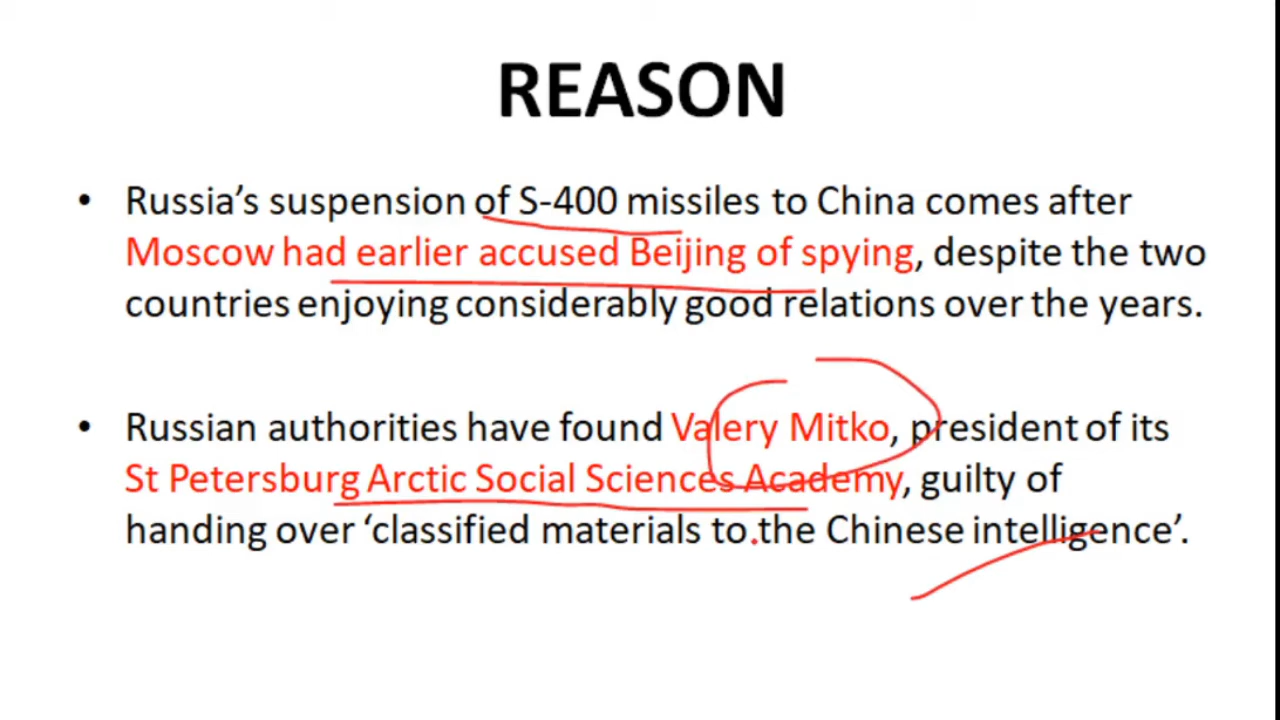 REASON
• Russia’s suspension of S-400 missiles to China comes after
Moscow had earlier accused Beijing of spying, despite the two
countries enjoying considerably good relations over the years.
• Russian authorities have found Valery Mitko, president of its
St Petersburg Arctic Social Sciences Academy, guilty of
handing over ‘classified materials to the Chinese intelligence’.